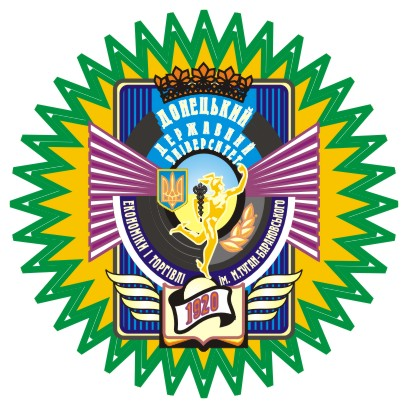 ДОНЕЦЬКИЙ
ДЕРЖАВНИЙ
УНІВЕРСИТЕТ
ЕКОНОМІКИ І ТОРГІВЛІ
ІМ. М.ТУГАН-БАРАНОВСЬКОГО
1920